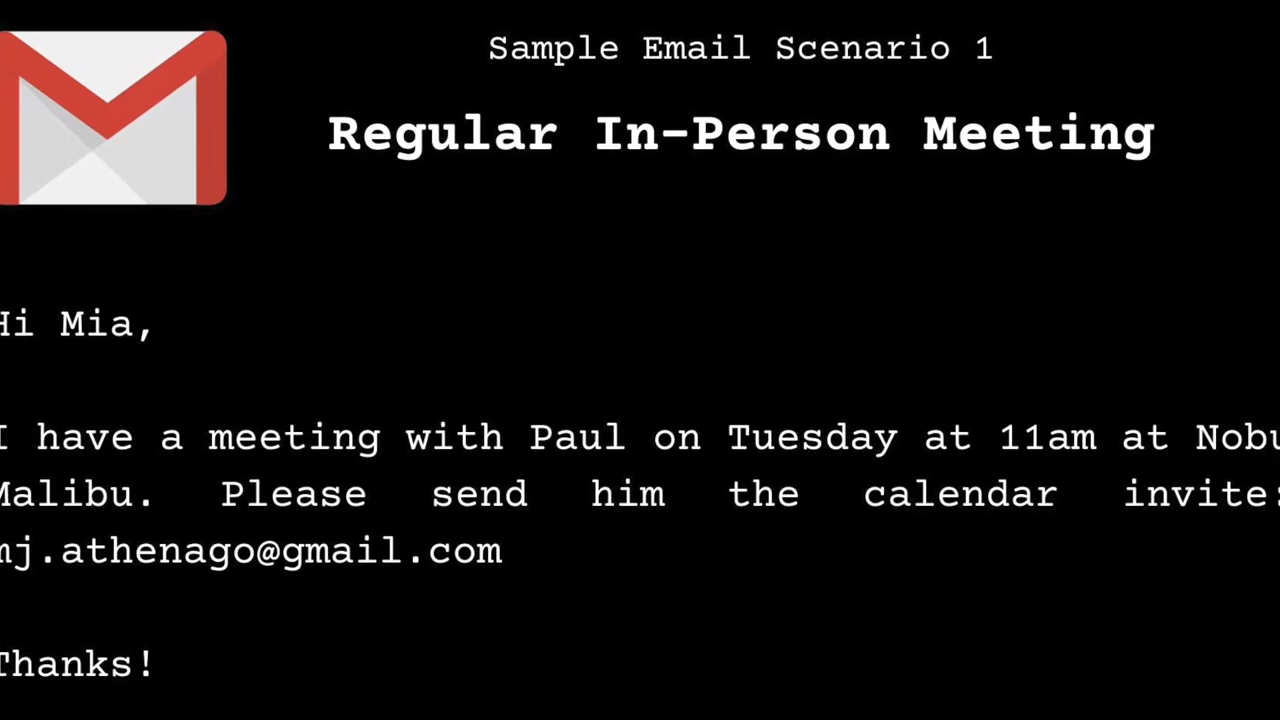 Sample Email Scenario 1
Regular In-Person Meeting
Hi Mia,
I have a meeting with Paul on Tuesday at 11am at Nobu
Malibu. Please send him the calendar invite:
mj.athenago@gmail.com
Thanks!